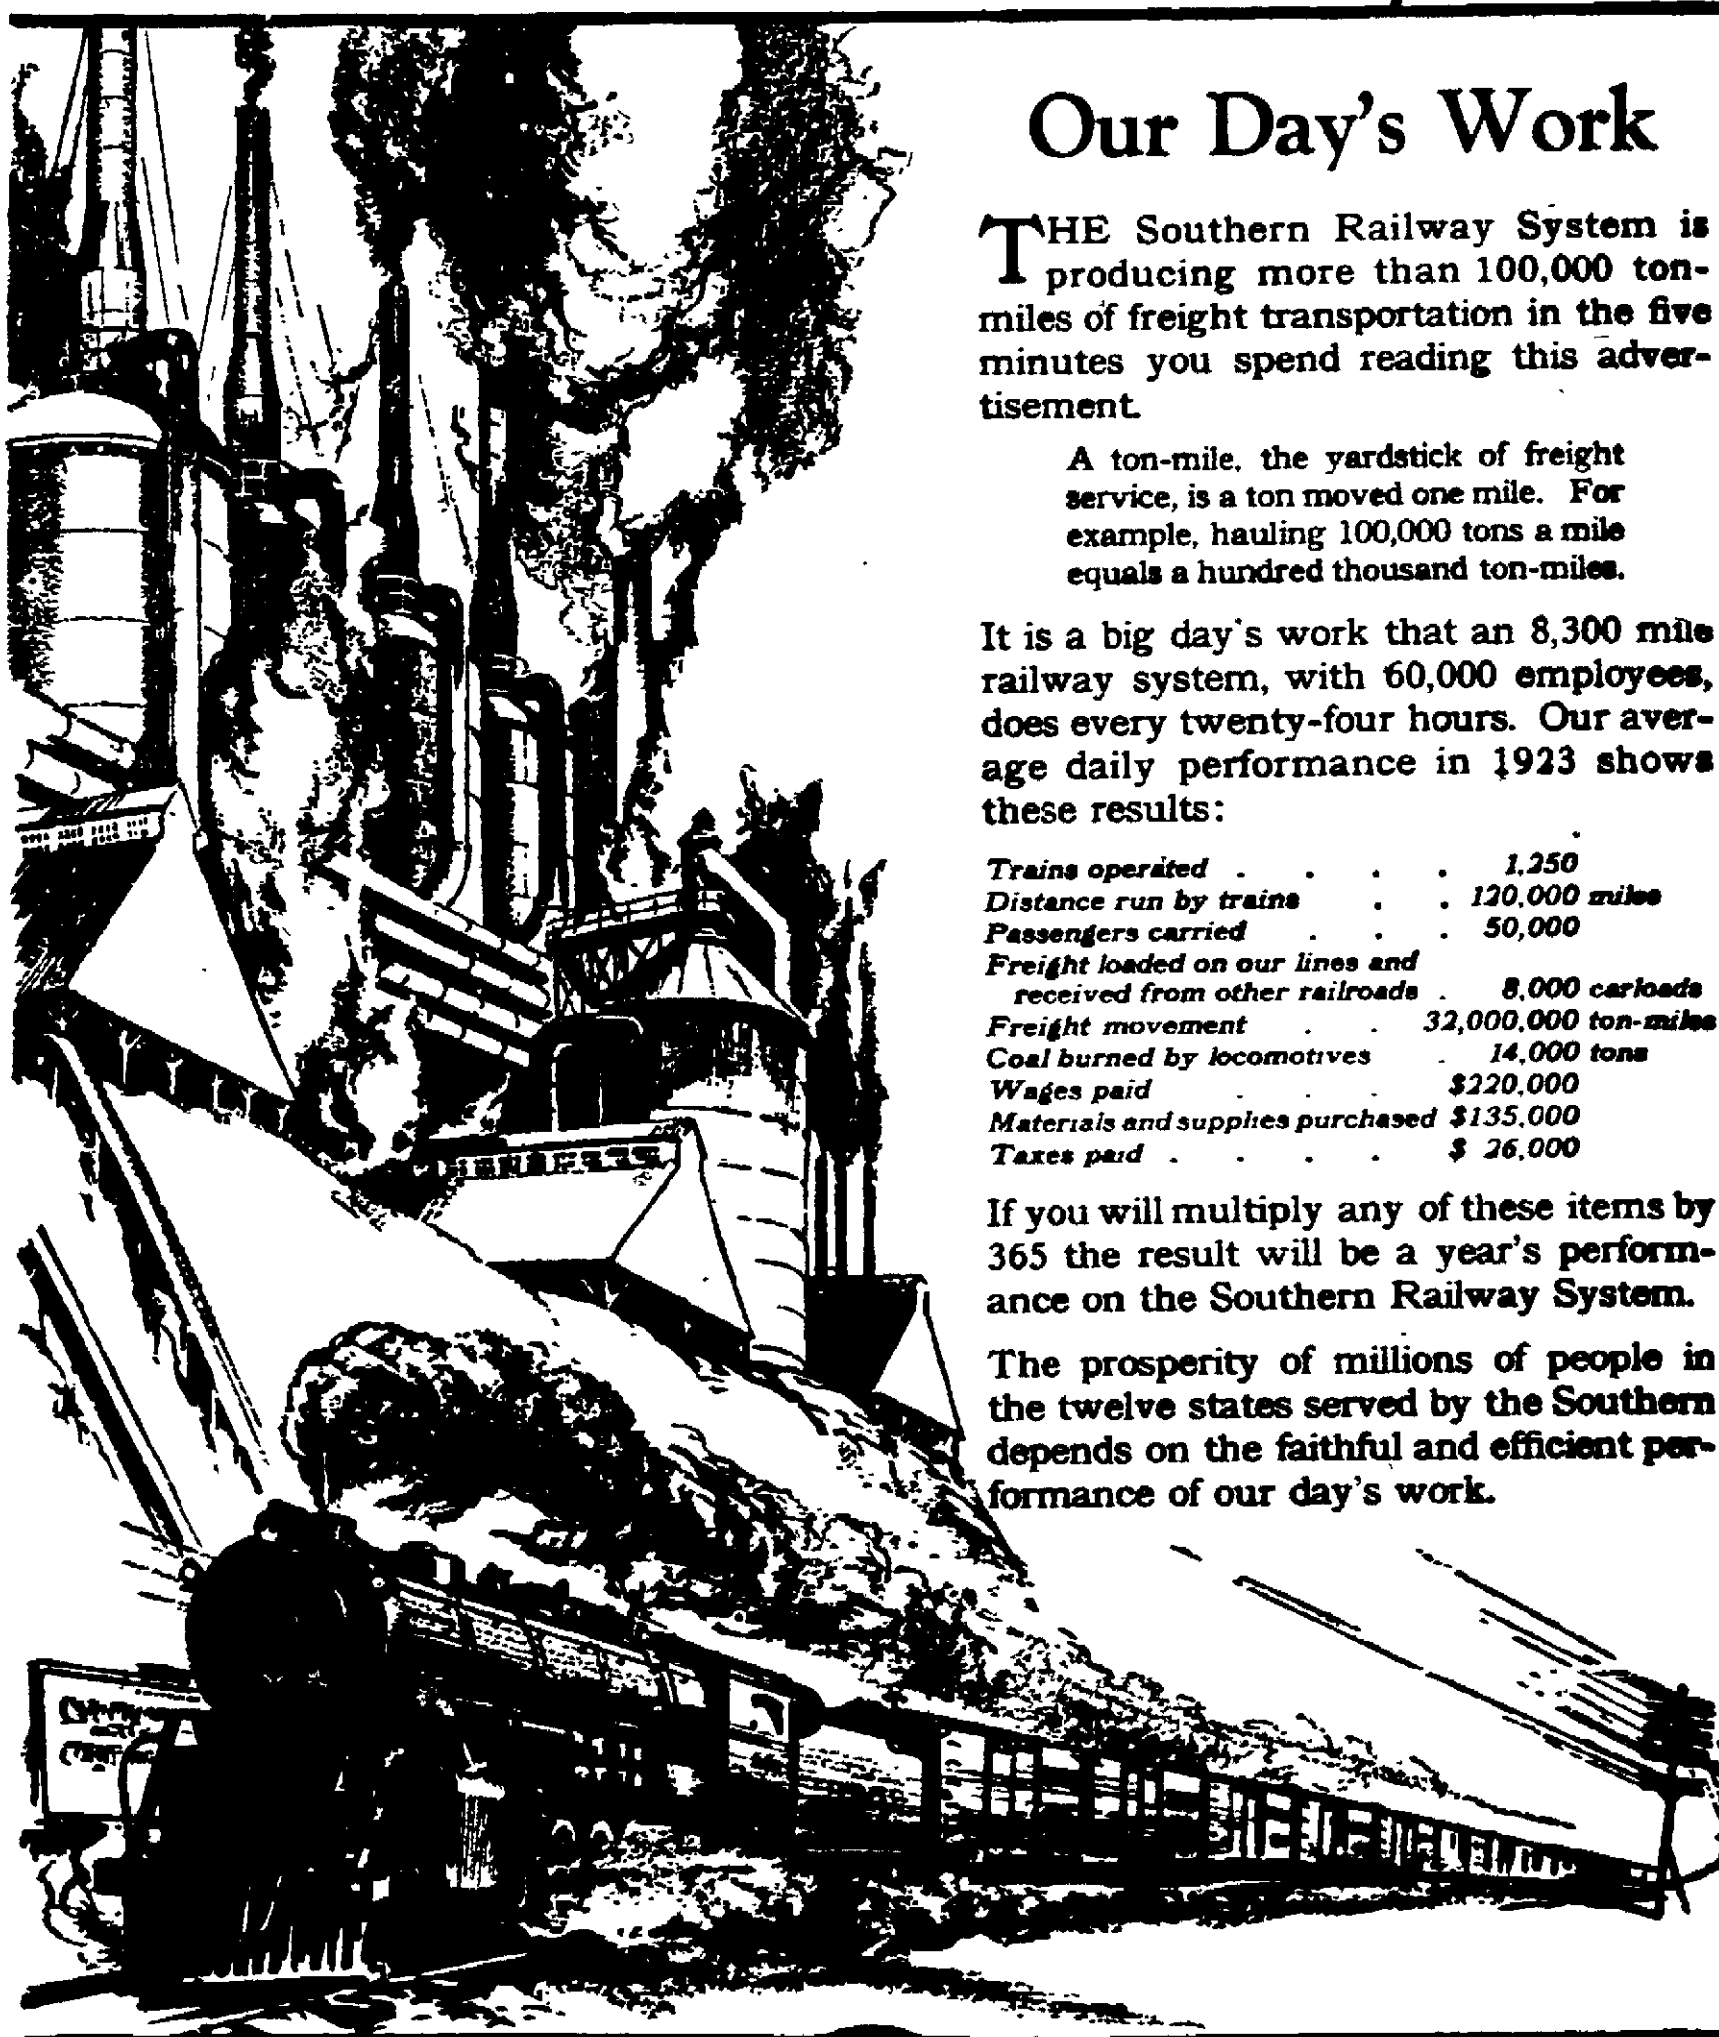 Our Day's Work
THE Southern Railway System is
producing more than 100,000 ton-
miles of freight transportation in the five
minutes you spend reading this adver-
tisement.
A ton-mile, the yardstick of freight
service, is a ton moved one mile. For
example, hauling 100,000 tons a mile
equals a hundred thousand ton-miles.
It is a big day's work that an 8,300 mile
railway system, with 60,000 employees,
does every twenty-four hours. Our aver-
age daily performance in 1923 shows
these results:
Trains operated . . . . 1,250
Distance run by trains . . 120,000 miles
Passengers carried . . . 50,000
Freight loaded on our lines and
received from other railroads . 8,000 carloads
Freight movement . . 32,000,000 ton-miles
Coal burned by locomotives . 14,000 tons
Wages paid . . . $220,000
Materials and supplies purchased $135,000
Taxes paid . . . . $ 26,000
If you will multiply any of these items by
365 the result will be a year's perform-
ance on the Southern Railway System.
The prosperity of millions of people in
the twelve states served by the Southern
depends on the faithful and efficient per-
formance of our day's work.